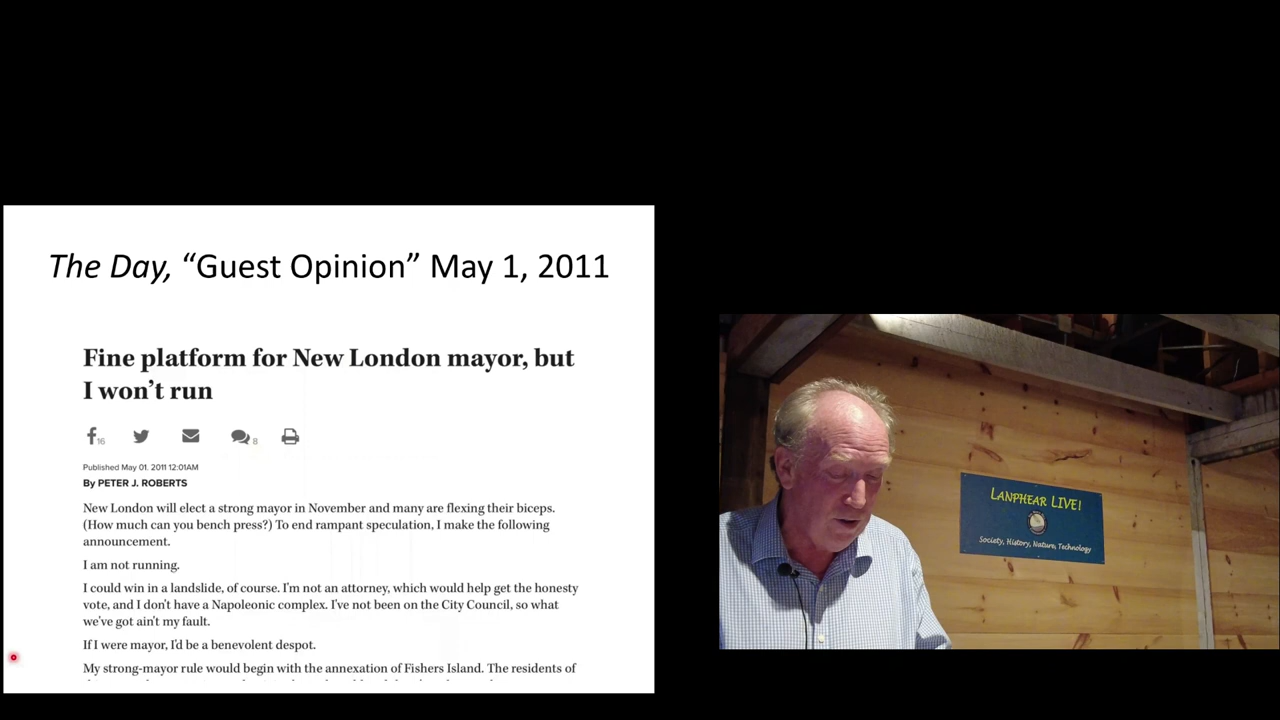 The Day, “Guest Opinion” May 1, 2011
Fine platform for New London mayor, but
I won’t run
16
8
Published May 01. 2011 12:01AM
By PETER J. ROBERTS
New London will elect a strong mayor in November and many are flexing their biceps.
(How much can you bench press?) To end rampant speculation, I make the following
announcement.
I am not running.
I could win in a landslide, of course. I'm not an attorney, which would help get the honesty
vote, and I don't have a Napoleonic complex. I've not been on the City Council, so what
we've got ain't my fault.
If I were mayor, I'd be a benevolent despot.
My strong-mayor rule would begin with the annexation of Fishers Island. The residents of
LANPHEAR LIVE!
Society, History, Nature, Technology